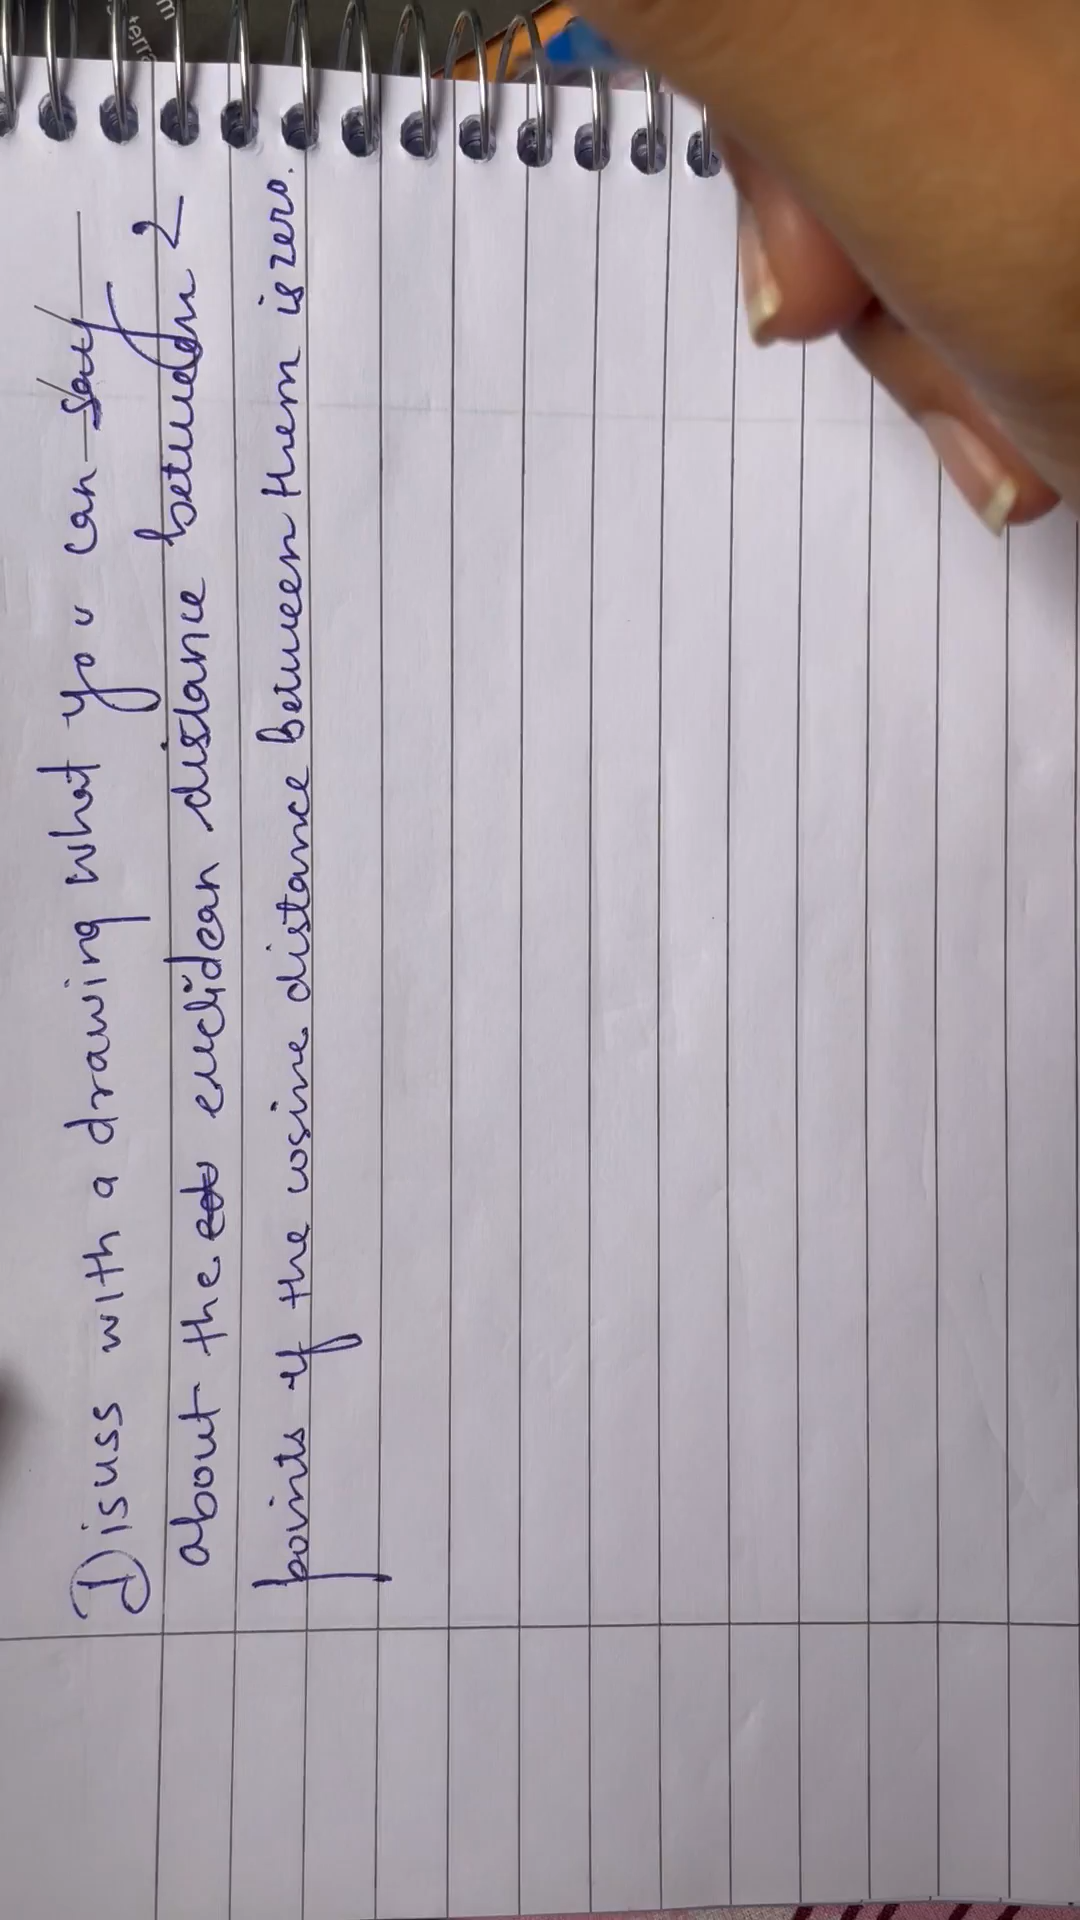 Disuss with a drawing what you can say
about the euclidean distance between 2
points if the cosine distance between them is zero.